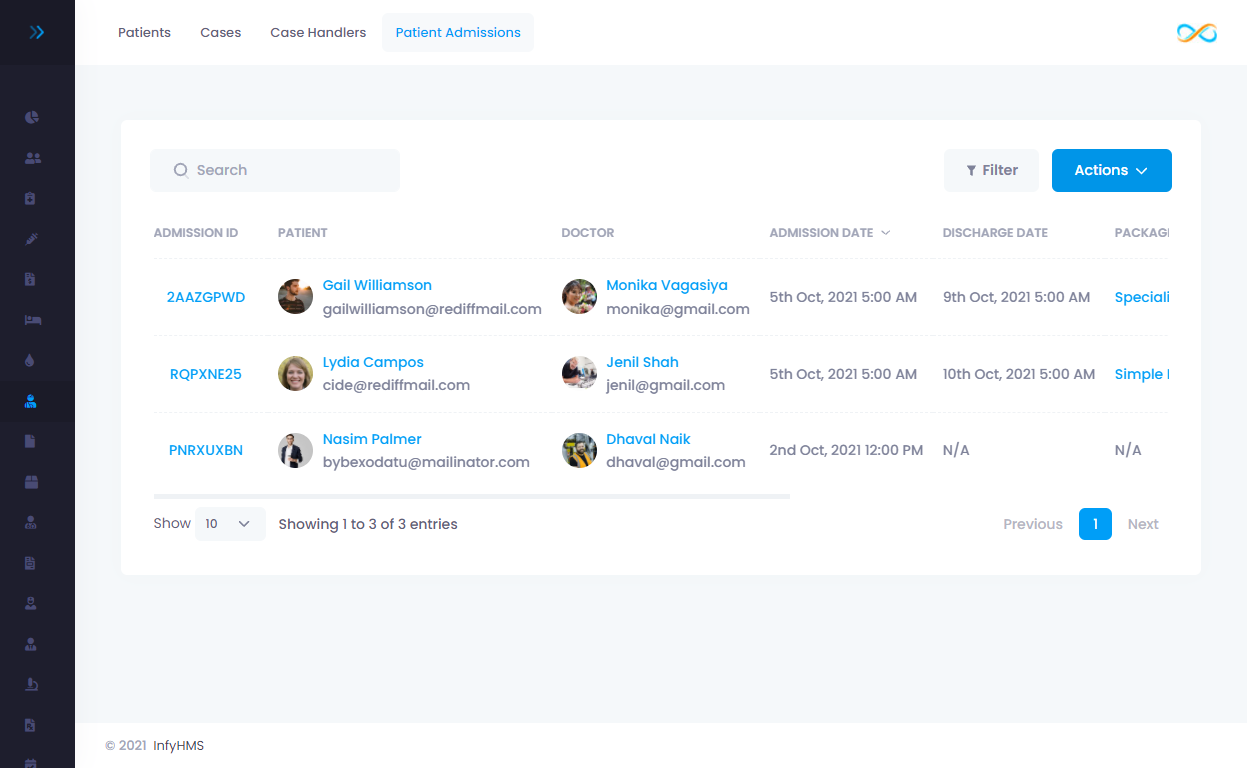 Patients Cases Case Handlers Patient Admissions
Search Filter Actions
ADMISSION ID PATIENT DOCTOR ADMISSION DATE DISCHARGE DATE PACKAG
Gail Williamson Monika Vagasiya
2AAZGPWD 5th Oct, 2021 5:00 AM 9th Oct, 2021 5:00 AM Speciali
gailwilliamson@rediffmail.com monika@gmail.com
Lydia Campos Jenil Shah
RQPXNE25 5th Oct, 2021 5:00 AM 10th Oct, 2021 5:00 AM Simple
cide@rediffmail.com jenil@gmail.com
Nasim Palmer Dhaval Naik
PNRXUXBN 2nd Oct, 2021 12:00 PM N/A N/A
bybexodatu@mailinator.com dhaval@gmail.com
Show 10 Showing 1 to 3 of 3 entries Previous 1 Next
© 2021 InfyHMS